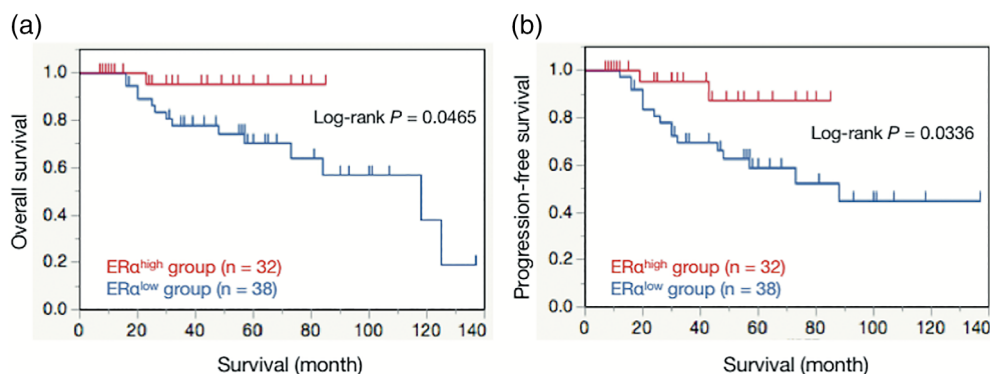 (a)
Overall survival
1.0
0.8
0.6
0.4
0.2
0.0
Log-rank P = 0.0465
ERαhigh group (n = 32)
ERαlow group (n = 38)
0 20 40 60 80 100 120 140
Survival (month)
(b)
Progression-free survival
1.0
0.8
0.6
0.4
0.2
0.0
Log-rank P = 0.0336
ERαhigh group (n = 32)
ERαlow group (n = 38)
0 20 40 60 80 100 120 140
Survival (month)